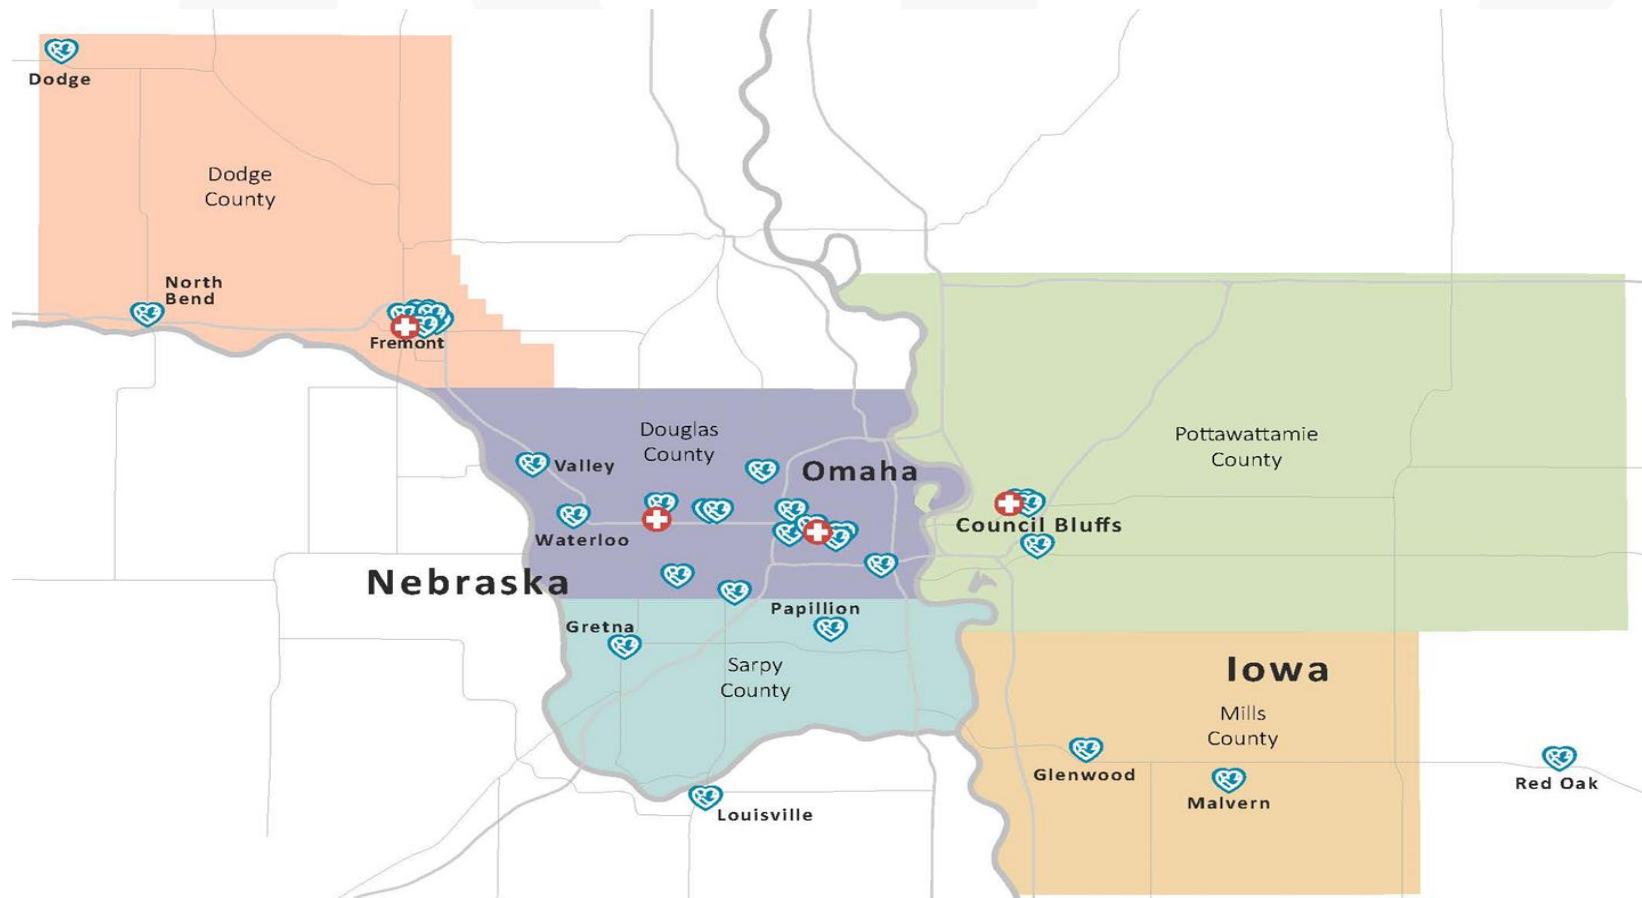 Dodge
Dodge
County
North
Bend
Fremont
Douglas
County
Valley
Omaha
Pottawattamie
County
Waterloo
Council Bluffs
Nebraska
Papillion
Gretna
Sarpy
County
Iowa
Mills
County
Glenwood
Malvern
Red Oak
Louisville